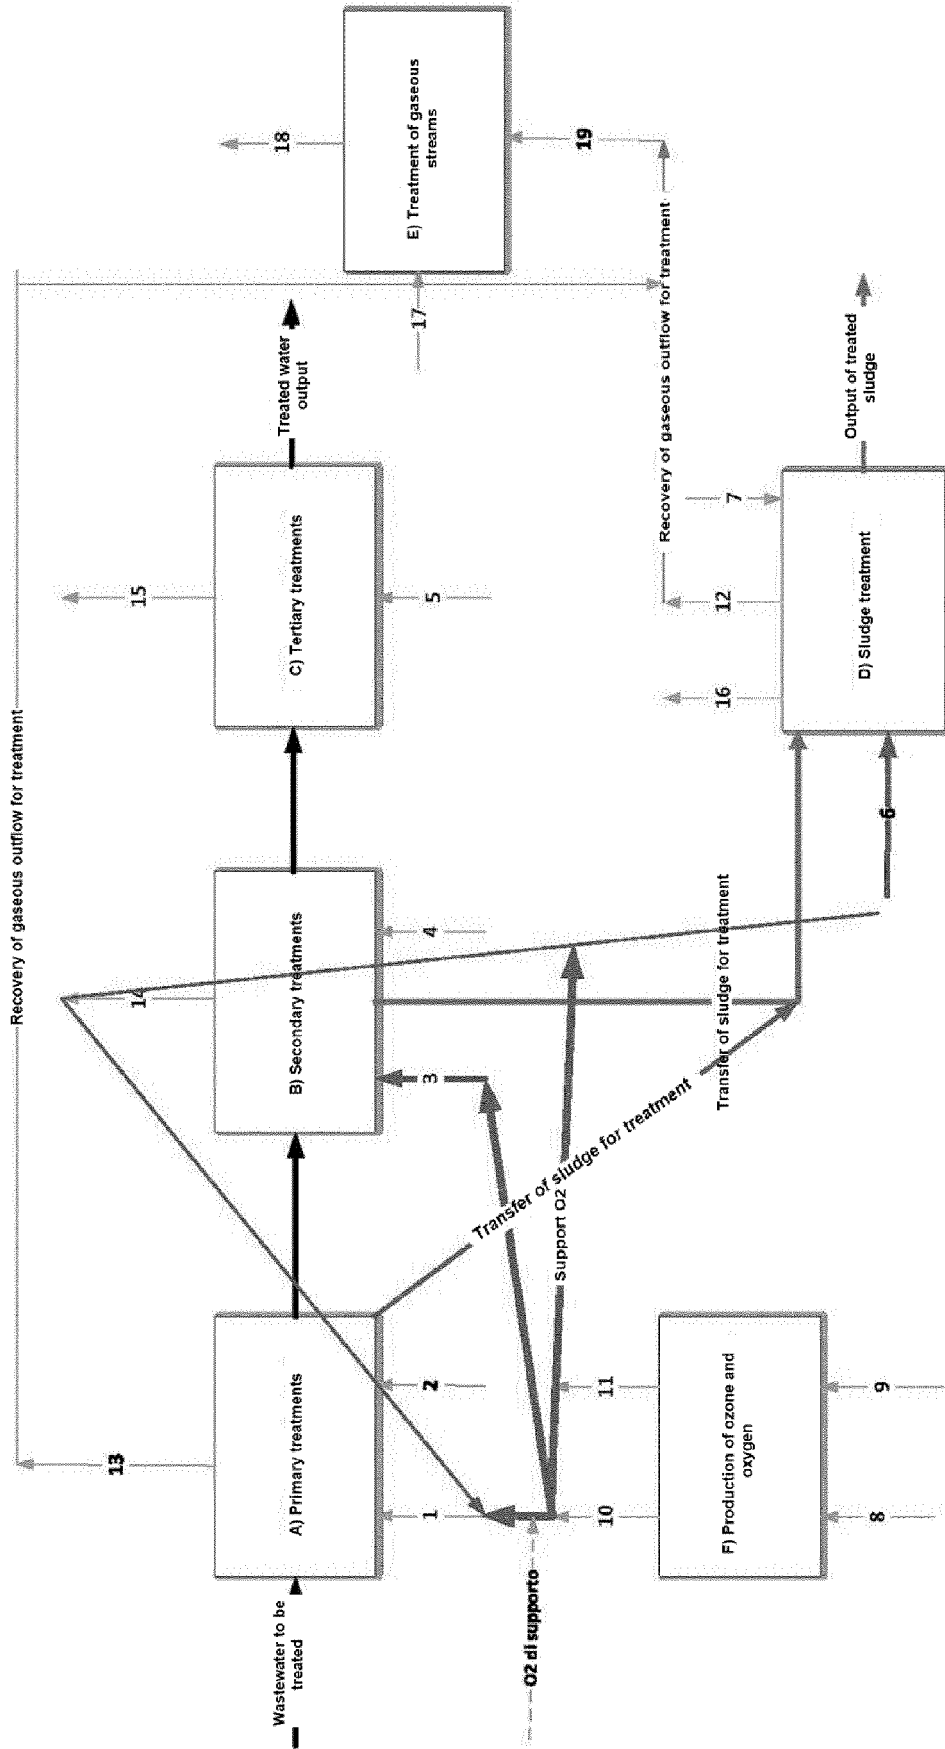 Recovery of gaseous outflow for treatment
13
14
15
18
Wastewater to be
treated
A) Primary treatments
B) Secondary treatments
C) Tertiary treatments
Treated water
output
E) Treatment of gaseous
streams
17
1
2
3
4
5
19
O2 di supporto
Support O2
Transfer of sludge for treatment
Transfer of sludge for treatment
Recovery of gaseous outflow for treatment
10
11
16
12
7
F) Production of ozone and
oxygen
D) Sludge treatment
Output of treated
sludge
8
9
6